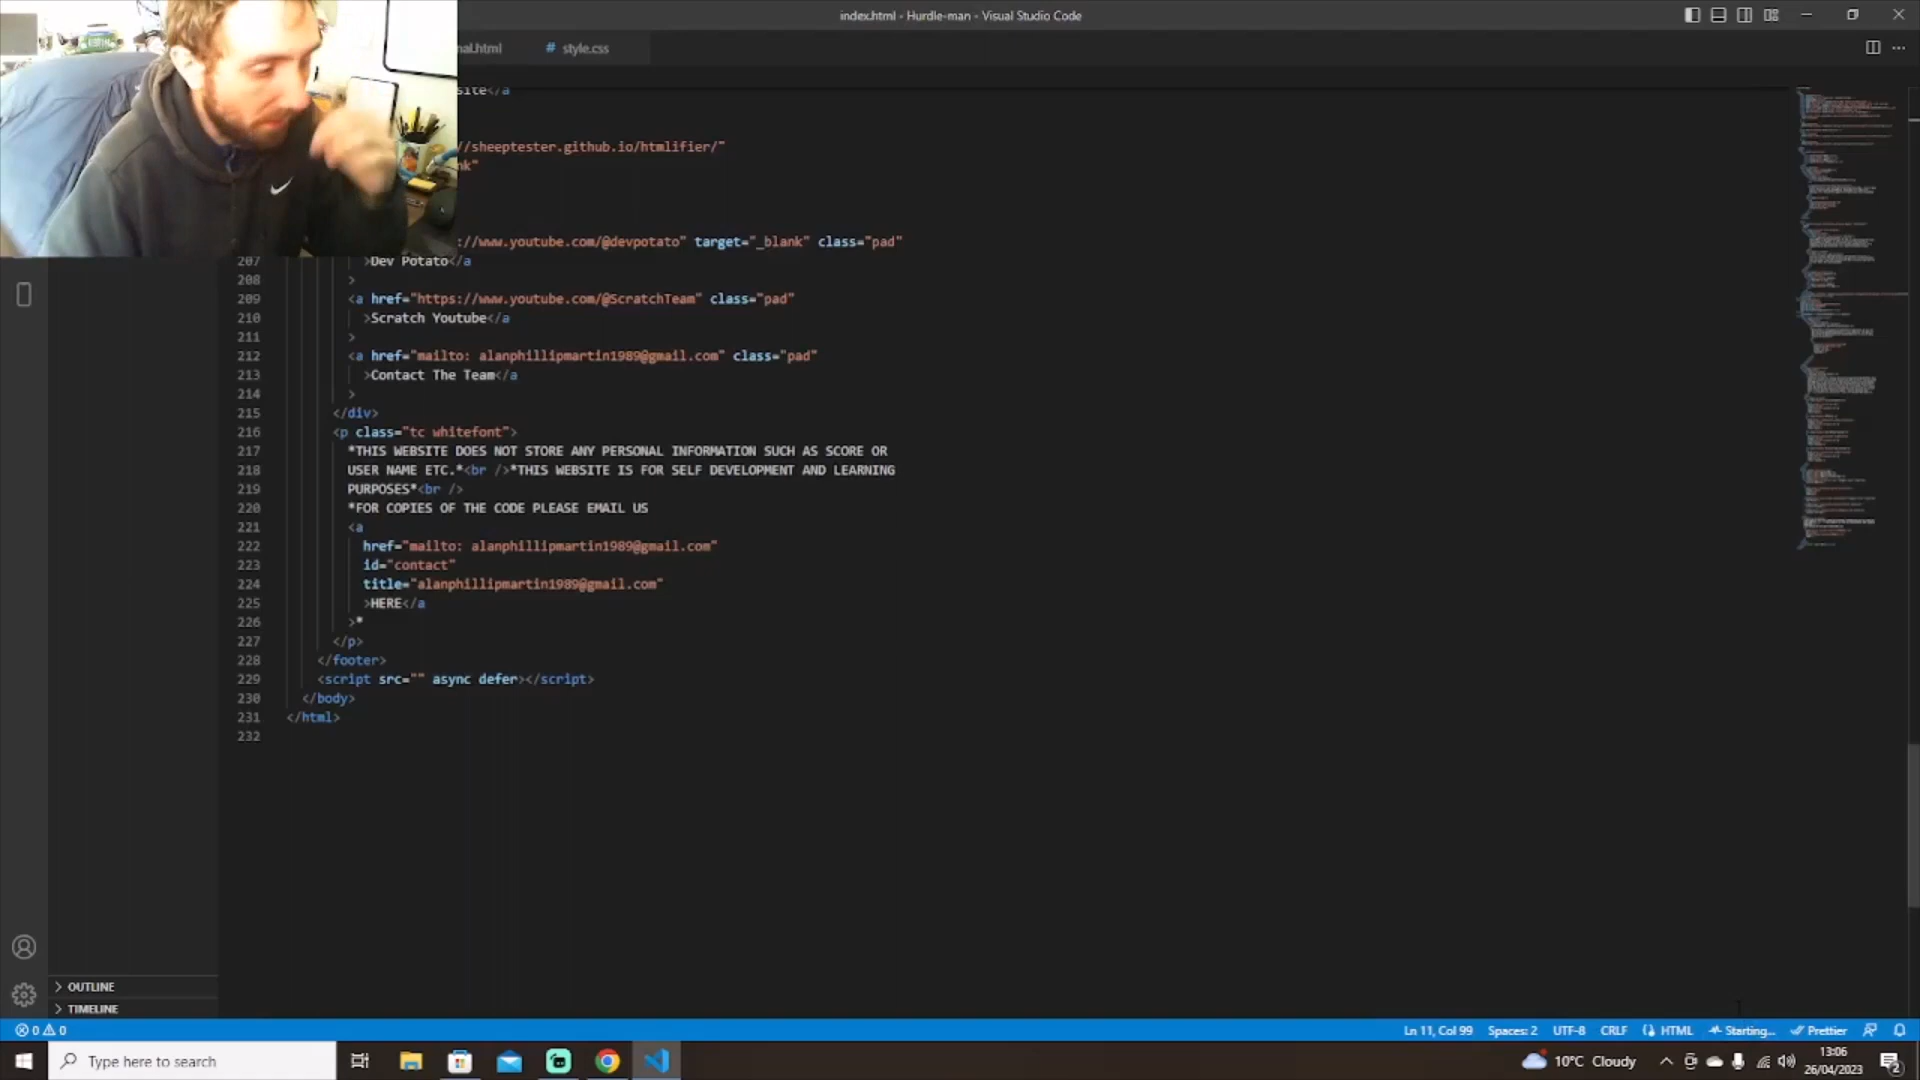 index.html - Hurdle-man - Visual Studio Code
nal.html
# style.css
site</a
//sheeptester.github.io/htmlifier/"
nk"
://www.youtube.com/@devpotato" target="_blank" class="pad"
207 >Dev Potato</a
208 >
209 <a href="https://www.youtube.com/@ScratchTeam" class="pad"
210 >Scratch Youtube</a
211 >
212 <a href="mailto: alanphillipmartin1989@gmail.com" class="pad"
213 >Contact The Team</a
214 >
215 </div>
216 <p class="tc whitefont">
217 *THIS WEBSITE DOES NOT STORE ANY PERSONAL INFORMATION SUCH AS SCORE OR
218 USER NAME ETC.*<br />*THIS WEBSITE IS FOR SELF DEVELOPMENT AND LEARNING
219 PURPOSES*<br />
220 *FOR COPIES OF THE CODE PLEASE EMAIL US
221 <a
222 href="mailto: alanphillipmartin1989@gmail.com"
223 id="contact"
224 title="alanphillipmartin1989@gmail.com"
225 >HERE</a
226 >*
227 </p>
228 </footer>
229 <script src="" async defer></script>
230 </body>
231 </html>
232
OUTLINE
TIMELINE
0 0
Ln 11, Col 99 Spaces: 2 UTF-8 CRLF HTML Starting... Prettier
Type here to search
10°C Cloudy
13:06
26/04/2023
2